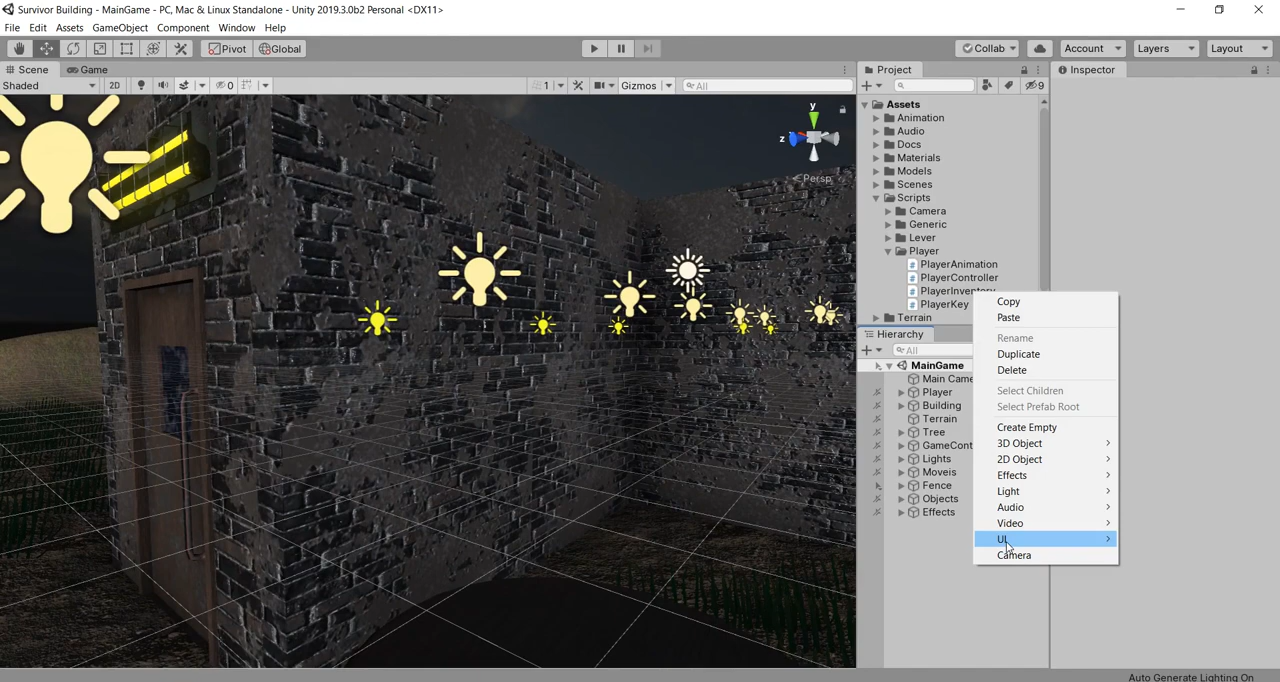 Survivor Building - MainGame - PC, Mac & Linux Standalone - Unity 2019.3.0b2 Personal <DX11>
File Edit Assets GameObject Component Window Help
Pivot Global Collab Account Layers Layout
Scene Game Project Inspector
Shaded 2D 0 1 Gizmos All 9
y
z
Persp
Assets
Animation
Audio
Docs
Materials
Models
Scenes
Scripts
Camera
Generic
Lever
Player
PlayerAnimation
PlayerController
PlayerInventory
PlayerKey
Terrain
Hierarchy
All
MainGame
Main Came
Player
Building
Terrain
Tree
GameCont
Lights
Moveis
Fence
Objects
Effects
Copy
Paste
Rename
Duplicate
Delete
Select Children
Select Prefab Root
Create Empty
3D Object
2D Object
Effects
Light
Audio
Video
UI
Camera
Auto Generate Lighting On